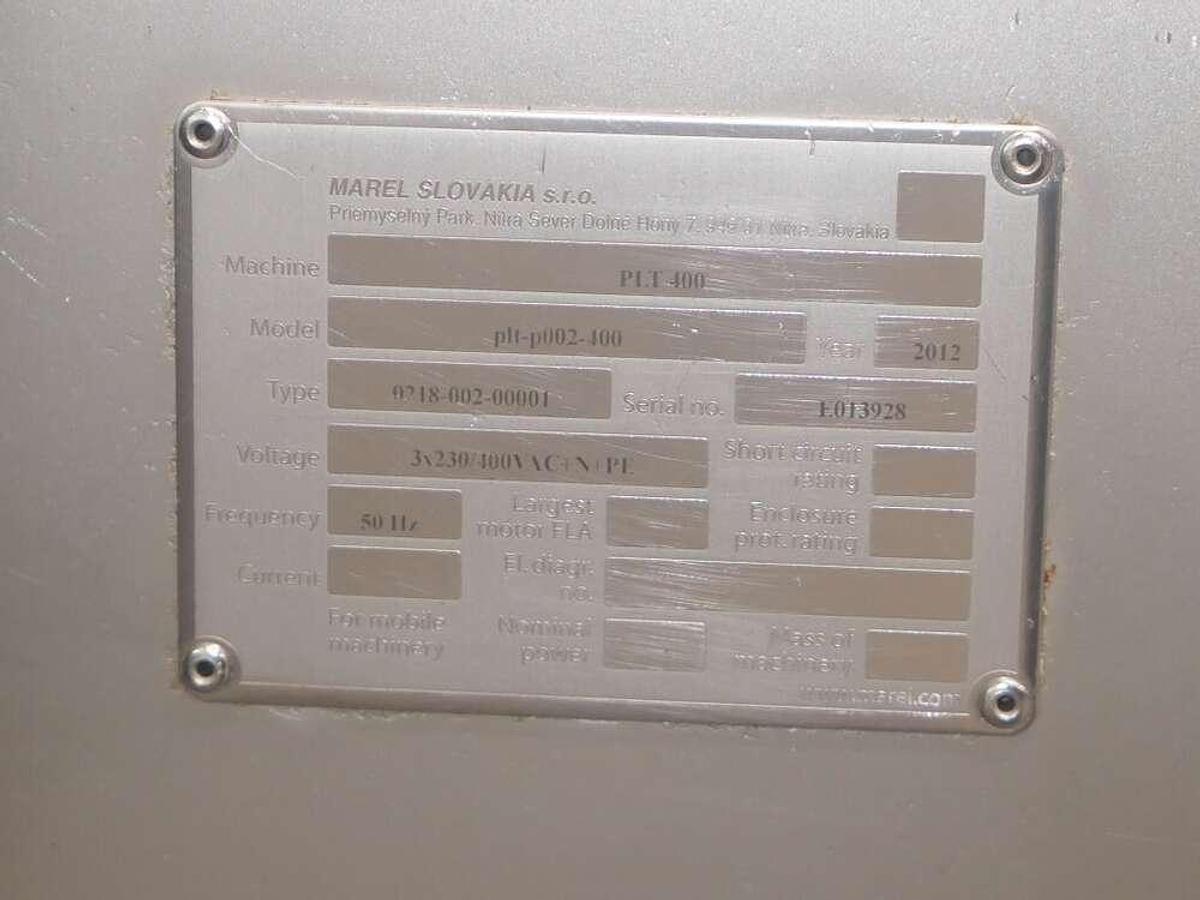 MAREL SLOVAKIA s.r.o.
Priemyselný Park, Nitra Sever Dolné Hony 7, 949 01 Nitra, Slovakia
Machine PLT 400
Model plt-p002-400 Year 2012
Type 0218-002-00001 Serial no.
Voltage 3x230/400VAC+N+PE Short circuit rating
Frequency 50 Hz Largest motor FLA Enclosure prot. rating
Current El. diagr. no.
For mobile machinery Nominal power Mass of machinery
www.marel.com